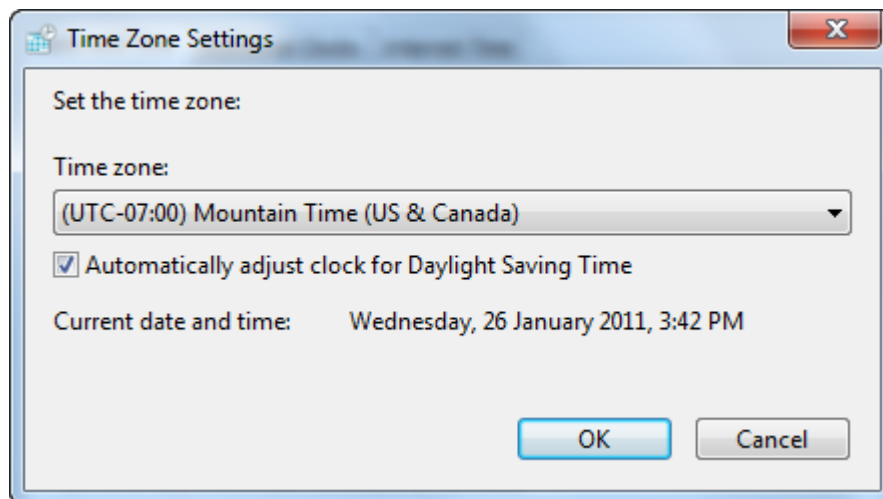 Time Zone Settings
Set the time zone:
Time zone:
(UTC-07:00) Mountain Time (US & Canada)
Automatically adjust clock for Daylight Saving Time
Current date and time: Wednesday, 26 January 2011, 3:42 PM
OK Cancel